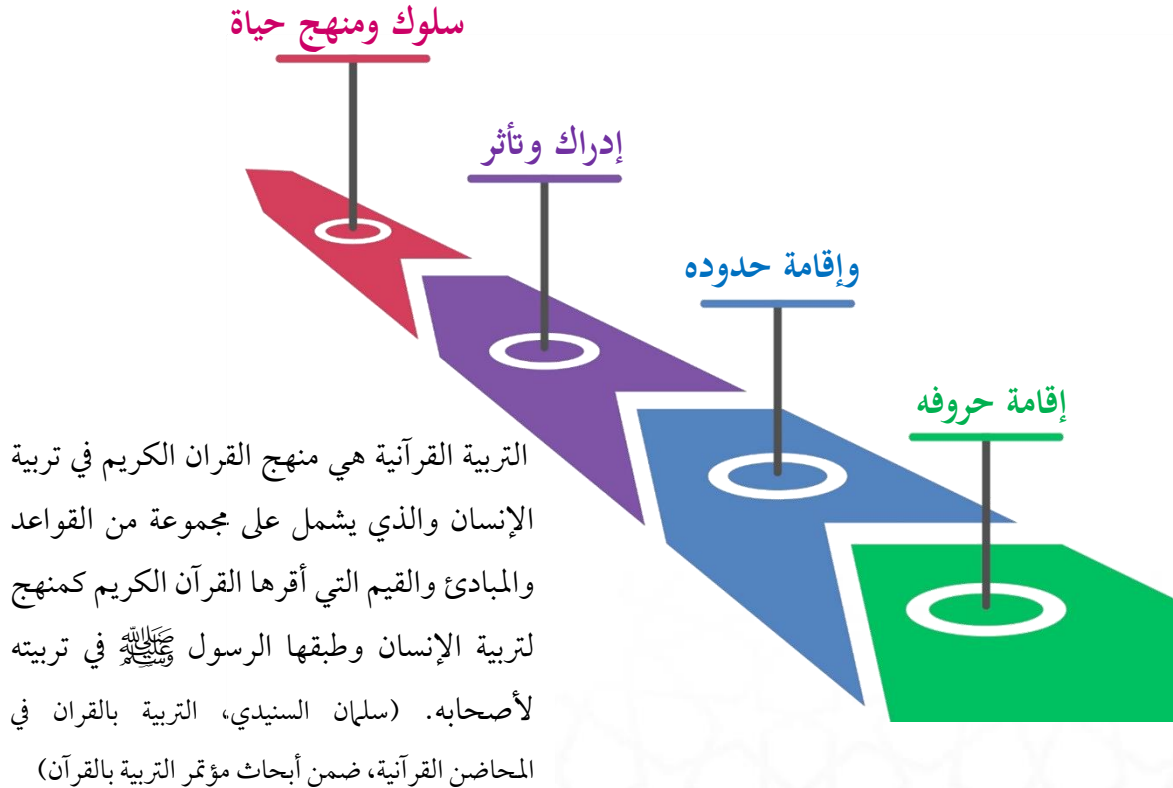 سلوك ومنهج حياة
إدراك وتأثر
وإقامة حدوده
إقامة حروفه
التربية القرآنية هي منهج القران الكريم في تربية
الإنسان والذي يشمل على مجموعة من القواعد
والمبادئ والقيم التي أقرها القرآن الكريم كمنهج
لتربية الإنسان وطبقها الرسول ﷺ في تربيته
لأصحابه. (سلمان السنيدي، التربية بالقران في
المحاضن القرآنية، ضمن أبحاث مؤتمر التربية بالقرآن)